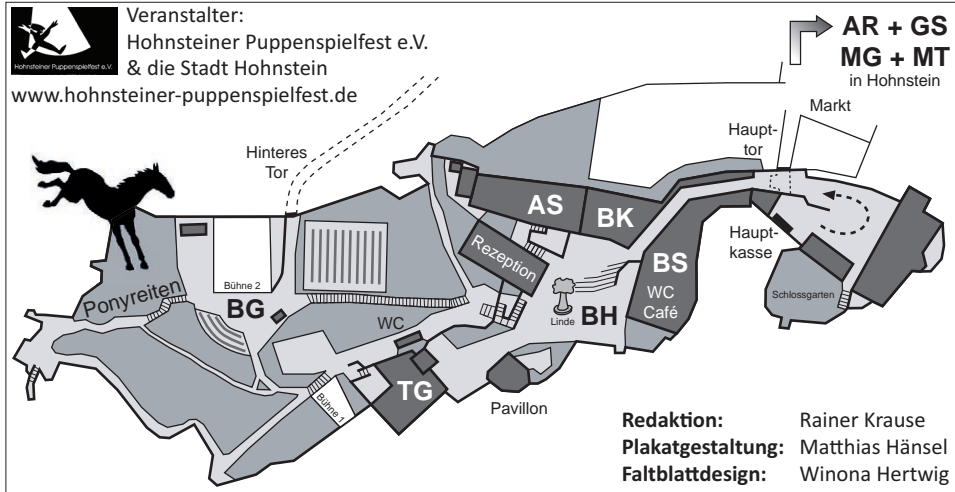 Hohnsteiner Puppenspielfest e.V.
Veranstalter:
Hohnsteiner Puppenspielfest e.V.
& die Stadt Hohnstein
www.hohnsteiner-puppenspielfest.de
AR + GS
MG + MT
in Hohnstein
Markt
Haupt-
tor
Hinteres
Tor
AS
BK
Rezeption
BS
WC
Café
Haupt-
kasse
Schlossgarten
Ponyreiten
Bühne 2
BG
WC
Linde
BH
TG
Bühne 1
Pavillon
Redaktion: Rainer Krause
Plakatgestaltung: Matthias Hänsel
Faltblattdesign: Winona Hertwig